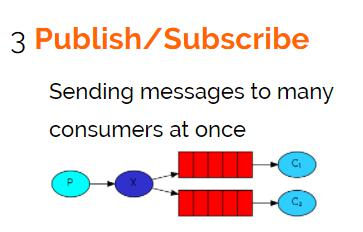 3 Publish/Subscribe
Sending messages to many
consumers at once
P
X
C₁
C₂